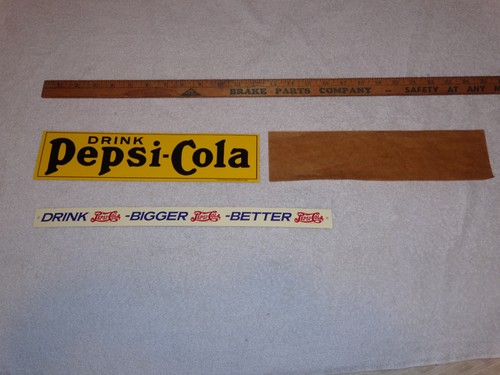 BRAKE PARTS COMPANY - SAFETY AT ANY
DRINK
Pepsi-Cola
DRINK Pepsi-Cola -BIGGER Pepsi-Cola -BETTER Pepsi-Cola